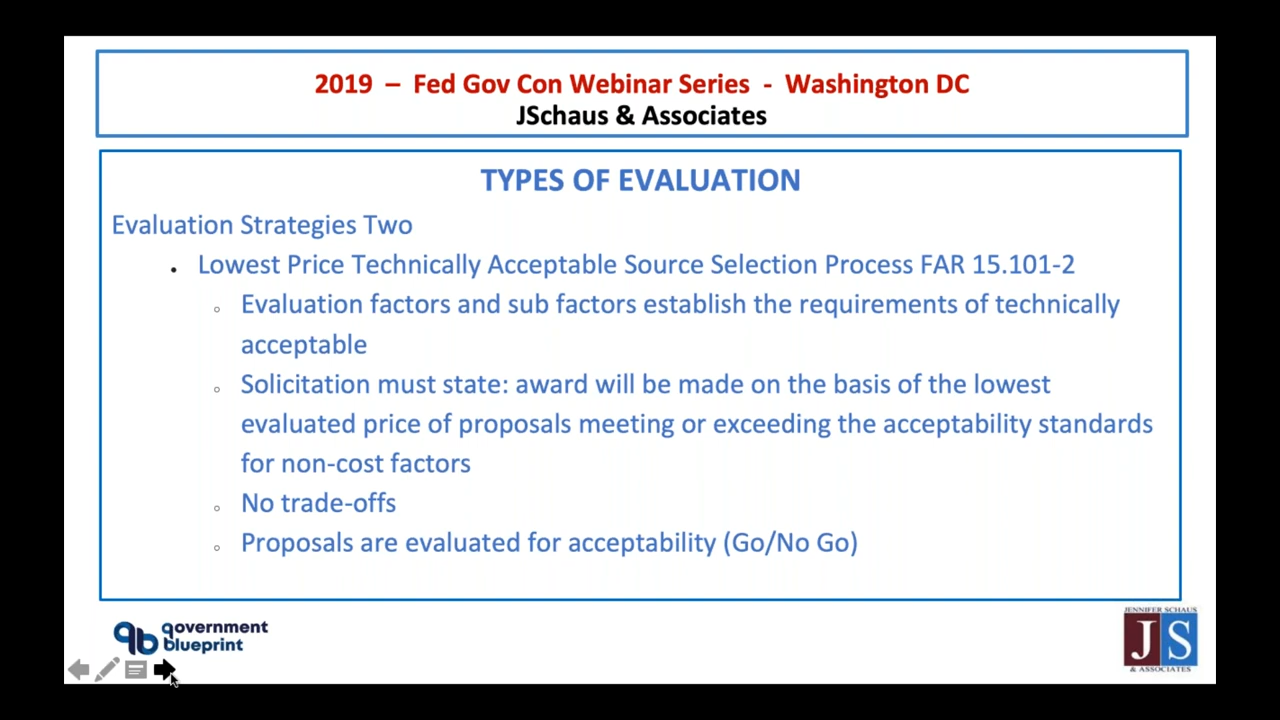 2019 – Fed Gov Con Webinar Series - Washington DC
JSchaus & Associates
TYPES OF EVALUATION
Evaluation Strategies Two
• Lowest Price Technically Acceptable Source Selection Process FAR 15.101-2
○ Evaluation factors and sub factors establish the requirements of technically
acceptable
○ Solicitation must state: award will be made on the basis of the lowest
evaluated price of proposals meeting or exceeding the acceptability standards
for non-cost factors
○ No trade-offs
○ Proposals are evaluated for acceptability (Go/No Go)
gb government
blueprint
JENNIFER SCHAUS
JS
& ASSOCIATES